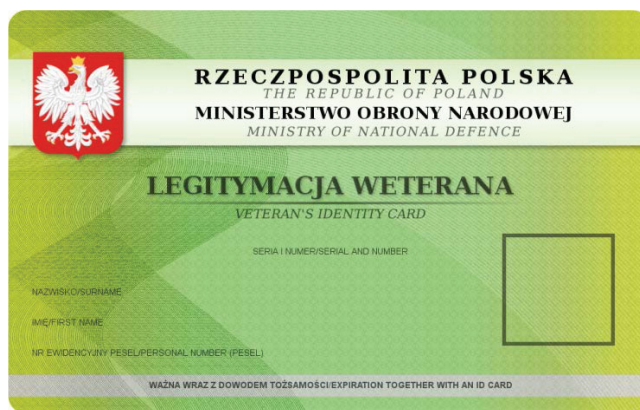 RZECZPOSPOLITA POLSKA
THE REPUBLIC OF POLAND
MINISTERSTWO OBRONY NARODOWEJ
MINISTRY OF NATIONAL DEFENCE
LEGITYMACJA WETERANA
VETERAN'S IDENTITY CARD
SERIA I NUMER/SERIAL AND NUMBER
NAZWISKO/SURNAME
IMIĘ/FIRST NAME
NR EWIDENCYJNY PESEL/PERSONAL NUMBER (PESEL)
WAŻNA WRAZ Z DOWODEM TOŻSAMOŚCI/EXPIRATION TOGETHER WITH AN ID CARD